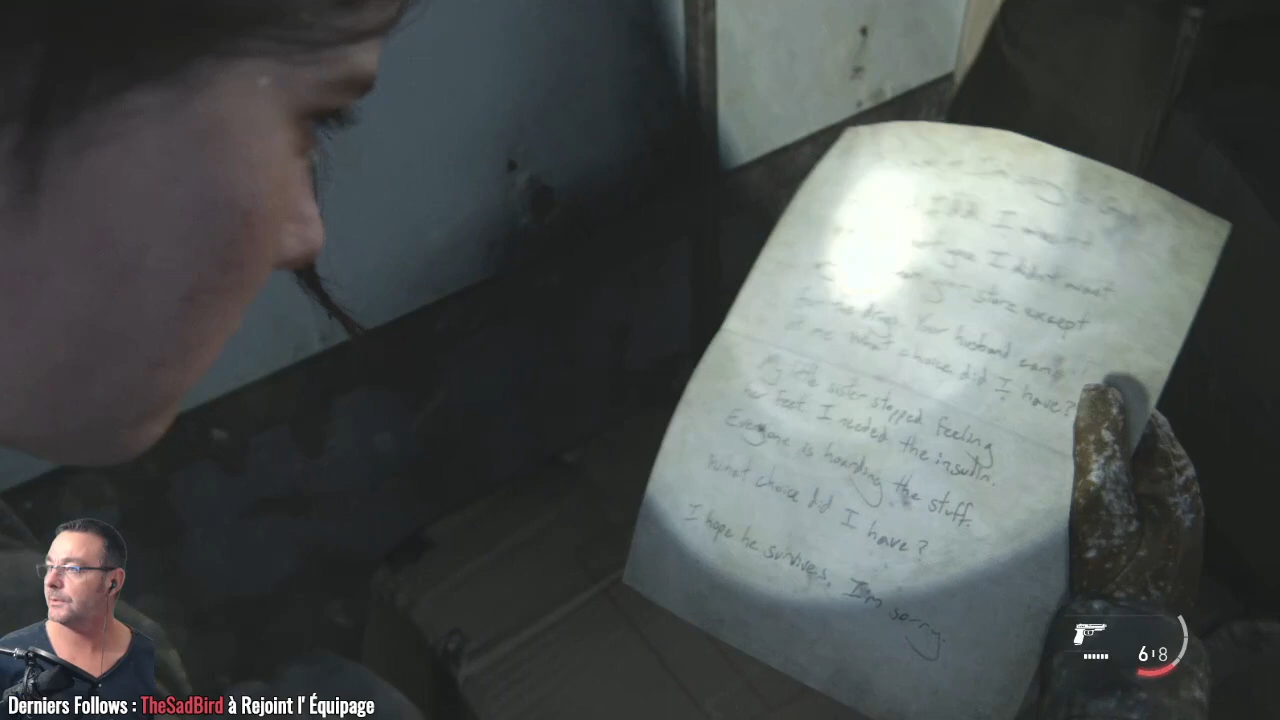 I didn't want
your store except
for the drugs. Your husband came
at me. What choice did I have?
My little sister stopped feeling
her feet. I needed the insulin.
Everyone is hoarding the stuff.
What choice did I have?
I hope he survives. I'm sorry.
6 8
Derniers Follows : TheSadBird à Rejoint l' Équipage